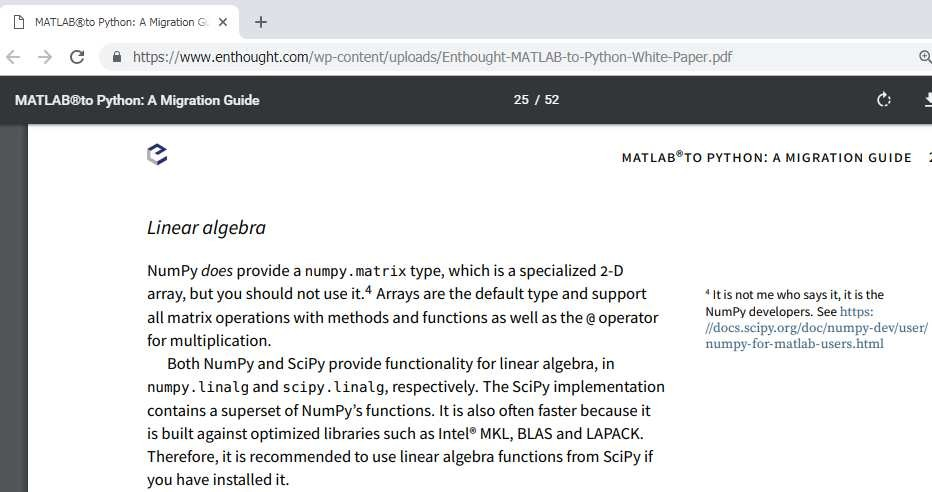 MATLAB®to Python: A Migration G
https://www.enthought.com/wp-content/uploads/Enthought-MATLAB-to-Python-White-Paper.pdf
MATLAB®to Python: A Migration Guide
25 / 52
MATLAB®TO PYTHON: A MIGRATION GUIDE
Linear algebra
NumPy does provide a numpy.matrix type, which is a specialized 2-D
array, but you should not use it.⁴ Arrays are the default type and support
all matrix operations with methods and functions as well as the @ operator
for multiplication.
Both NumPy and SciPy provide functionality for linear algebra, in
numpy.linalg and scipy.linalg, respectively. The SciPy implementation
contains a superset of NumPy’s functions. It is also often faster because it
is built against optimized libraries such as Intel® MKL, BLAS and LAPACK.
Therefore, it is recommended to use linear algebra functions from SciPy if
you have installed it.
⁴ It is not me who says it, it is the
NumPy developers. See https:
//docs.scipy.org/doc/numpy-dev/user/
numpy-for-matlab-users.html